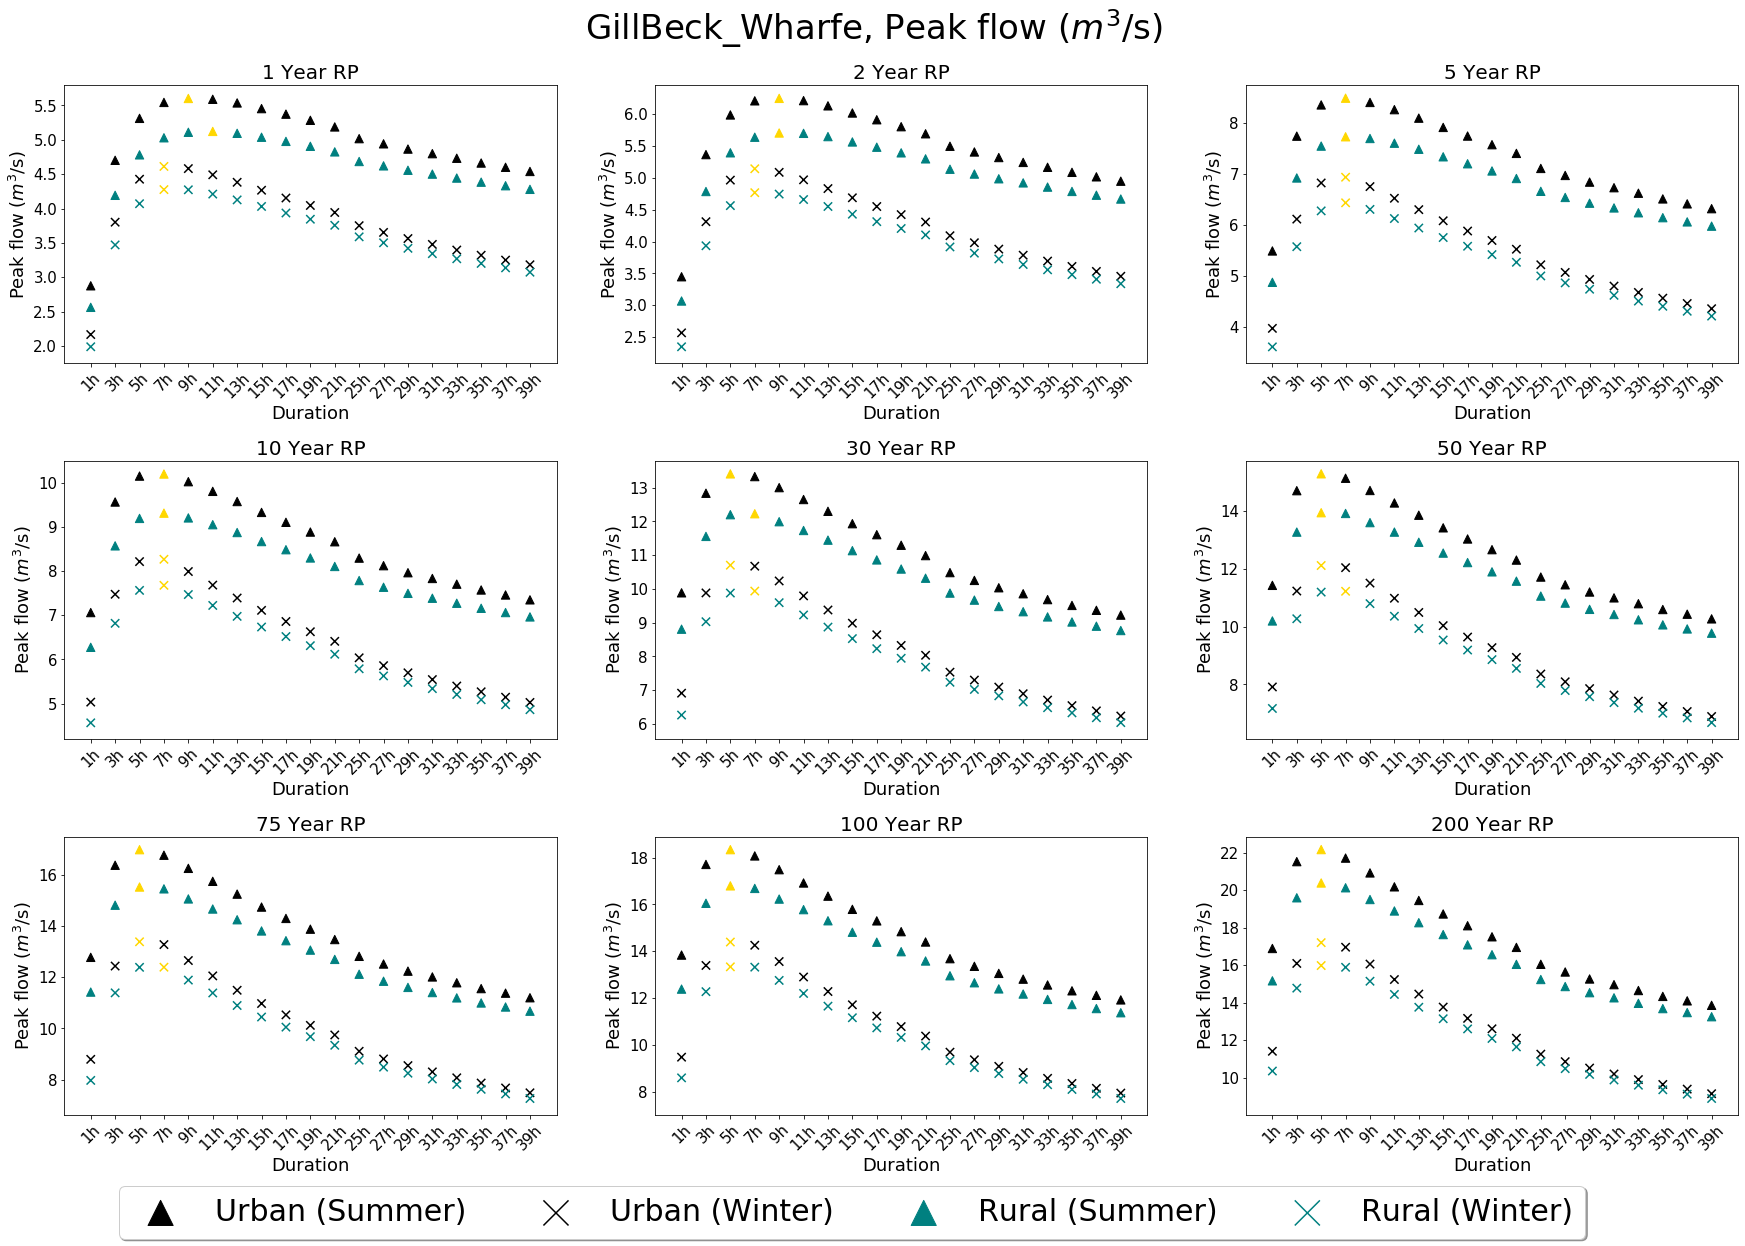 GillBeck_Wharfe, Peak flow (m³/s)
1 Year RP
2 Year RP
5 Year RP
Peak flow (m³/s)
5.5
5.0
4.5
4.0
3.5
3.0
2.5
2.0
1h 3h 5h 7h 9h 11h 13h 15h 17h 19h 21h 25h 27h 29h 31h 33h 35h 37h 39h
Duration
Peak flow (m³/s)
6.0
5.5
5.0
4.5
4.0
3.5
3.0
2.5
1h 3h 5h 7h 9h 11h 13h 15h 17h 19h 21h 25h 27h 29h 31h 33h 35h 37h 39h
Duration
Peak flow (m³/s)
8
7
6
5
4
1h 3h 5h 7h 9h 11h 13h 15h 17h 19h 21h 25h 27h 29h 31h 33h 35h 37h 39h
Duration
10 Year RP
30 Year RP
50 Year RP
Peak flow (m³/s)
10
9
8
7
6
5
1h 3h 5h 7h 9h 11h 13h 15h 17h 19h 21h 25h 27h 29h 31h 33h 35h 37h 39h
Duration
Peak flow (m³/s)
13
12
11
10
9
8
7
6
1h 3h 5h 7h 9h 11h 13h 15h 17h 19h 21h 25h 27h 29h 31h 33h 35h 37h 39h
Duration
Peak flow (m³/s)
14
12
10
8
1h 3h 5h 7h 9h 11h 13h 15h 17h 19h 21h 25h 27h 29h 31h 33h 35h 37h 39h
Duration
75 Year RP
100 Year RP
200 Year RP
Peak flow (m³/s)
16
14
12
10
8
1h 3h 5h 7h 9h 11h 13h 15h 17h 19h 21h 25h 27h 29h 31h 33h 35h 37h 39h
Duration
Peak flow (m³/s)
18
16
14
12
10
8
1h 3h 5h 7h 9h 11h 13h 15h 17h 19h 21h 25h 27h 29h 31h 33h 35h 37h 39h
Duration
Peak flow (m³/s)
22
20
18
16
14
12
10
1h 3h 5h 7h 9h 11h 13h 15h 17h 19h 21h 25h 27h 29h 31h 33h 35h 37h 39h
Duration
Urban (Summer) Urban (Winter) Rural (Summer) Rural (Winter)